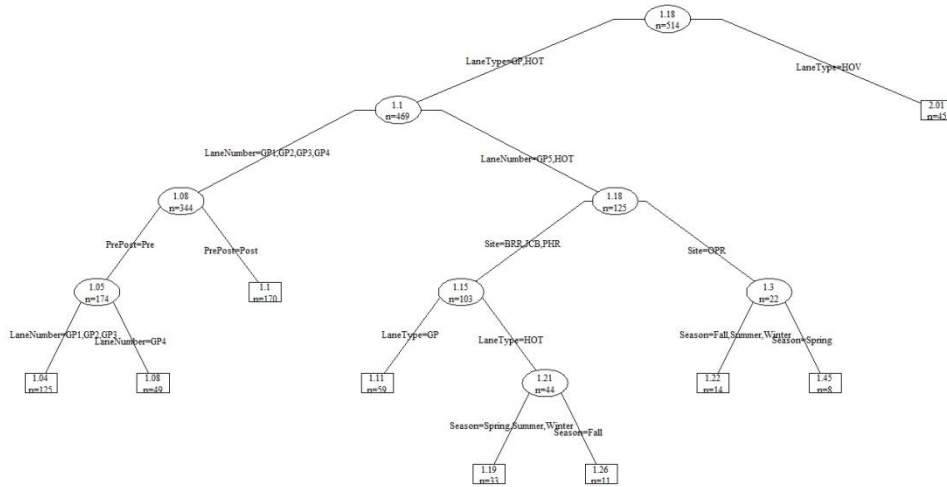 1.18
n=514
LaneType=GP,HOT
LaneType=HOV
1.1
n=469
2.01
n=45
LaneNumber=GP1,GP2,GP3,GP4
LaneNumber=GP5,HOT
1.08
n=344
1.18
n=125
PrePost=Pre
PrePost=Post
Site=BRR,JCB,PHR
Site=OPR
1.05
n=174
1.1
n=170
1.15
n=103
1.3
n=22
LaneNumber=GP1,GP2,GP3
LaneNumber=GP4
LaneType=GP
LaneType=HOT
Season=Fall,Summer,Winter
Season=Spring
1.04
n=125
1.08
n=49
1.11
n=59
1.21
n=44
1.22
n=14
1.45
n=8
Season=Spring,Summer,Winter
Season=Fall
1.19
n=33
1.26
n=11